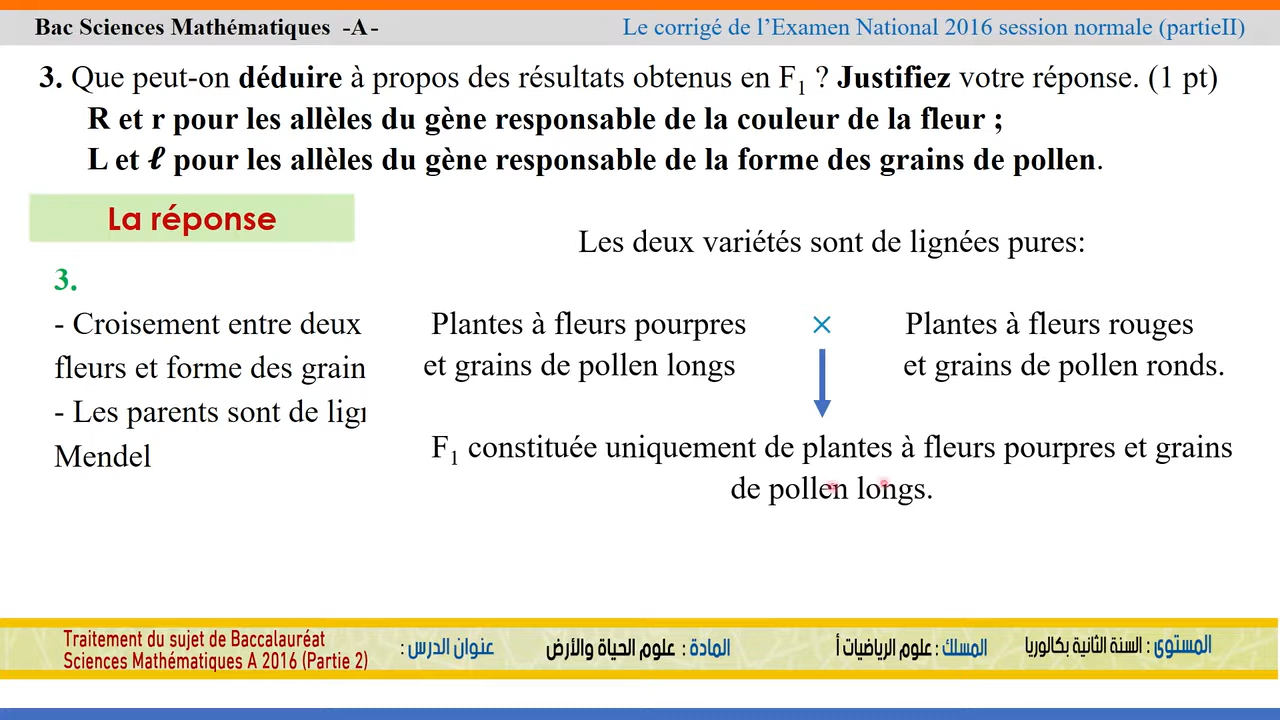 Bac Sciences Mathématiques -A-
Le corrigé de l’Examen National 2016 session normale (partieII)
3. Que peut-on déduire à propos des résultats obtenus en F1 ? Justifiez votre réponse. (1 pt)
R et r pour les allèles du gène responsable de la couleur de la fleur ;
L et ℓ pour les allèles du gène responsable de la forme des grains de pollen.
La réponse
3.
- Croisement entre deux
fleurs et forme des grain
- Les parents sont de lign
Mendel
Les deux variétés sont de lignées pures:
Plantes à fleurs pourpres
et grains de pollen longs
×
Plantes à fleurs rouges
et grains de pollen ronds.
F1 constituée uniquement de plantes à fleurs pourpres et grains
de pollen longs.
Traitement du sujet de Baccalauréat
Sciences Mathématiques A 2016 (Partie 2)
عنوان الدرس :
المادة : علوم الحياة والأرض
المسلك : علوم الرياضيات أ
المستوى : السنة الثانية بكالوريا